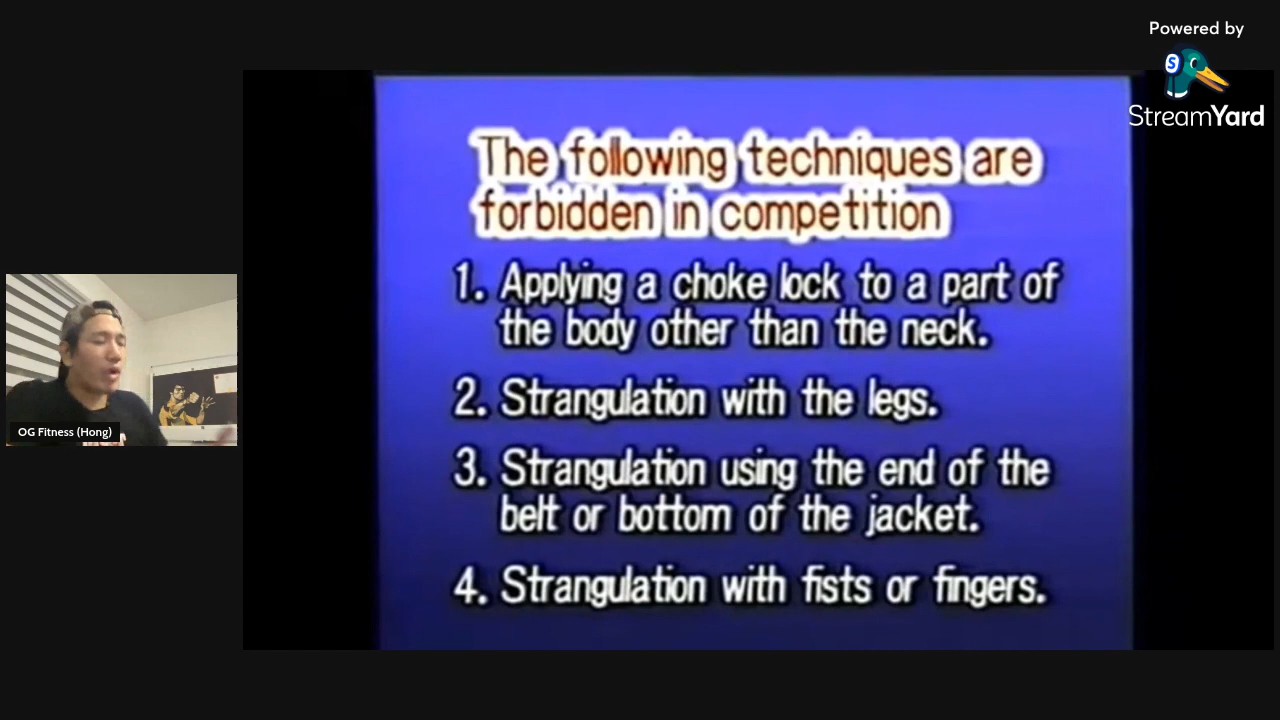 Powered by
StreamYard
The following techniques are
forbidden in competition
1. Applying a choke lock to a part of
the body other than the neck.
2. Strangulation with the legs.
3. Strangulation using the end of the
belt or bottom of the jacket.
4. Strangulation with fists or fingers.
OG Fitness (Hong)